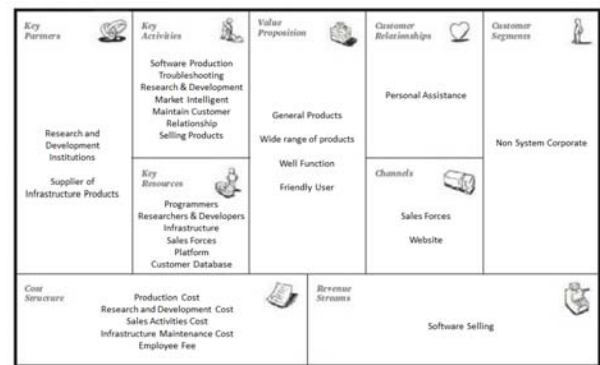 Key
Partners
Research and
Development
Institutions
Supplier of
Infrastructure Products
Key
Activities
Software Production
Troubleshooting
Research & Development
Market Intelligent
Maintain Customer
Relationship
Selling Products
Key
Resources
Programmers
Researchers & Developers
Infrastructure
Sales Forces
Platform
Customer Database
Value
Proposition
General Products
Wide range of products
Well Function
Friendly User
Customer
Relationships
Personal Assistance
Channels
Sales Forces
Website
Customer
Segments
Non System Corporate
Cost
Structure
Production Cost
Research and Development Cost
Sales Activities Cost
Infrastructure Maintenance Cost
Employee Fee
Revenue
Streams
Software Selling